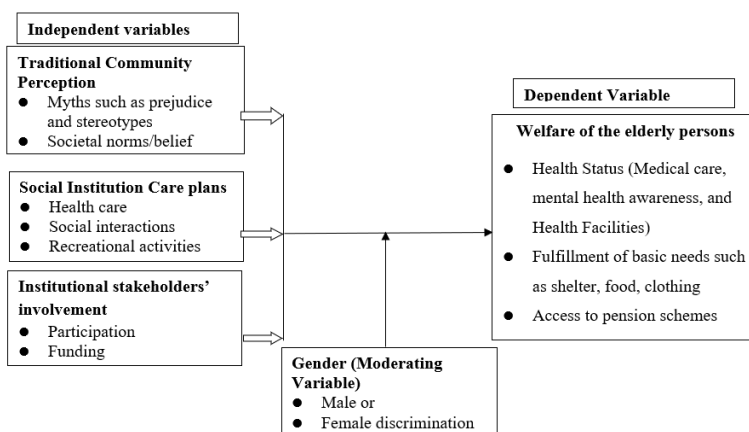 Independent variables
Traditional Community
Perception
● Myths such as prejudice
and stereotypes
● Societal norms/belief
Social Institution Care plans
● Health care
● Social interactions
● Recreational activities
Institutional stakeholders’
involvement
● Participation
● Funding
Gender (Moderating
Variable)
● Male or
● Female discrimination
Dependent Variable
Welfare of the elderly persons
● Health Status (Medical care,
mental health awareness, and
Health Facilities)
● Fulfillment of basic needs such
as shelter, food, clothing
● Access to pension schemes